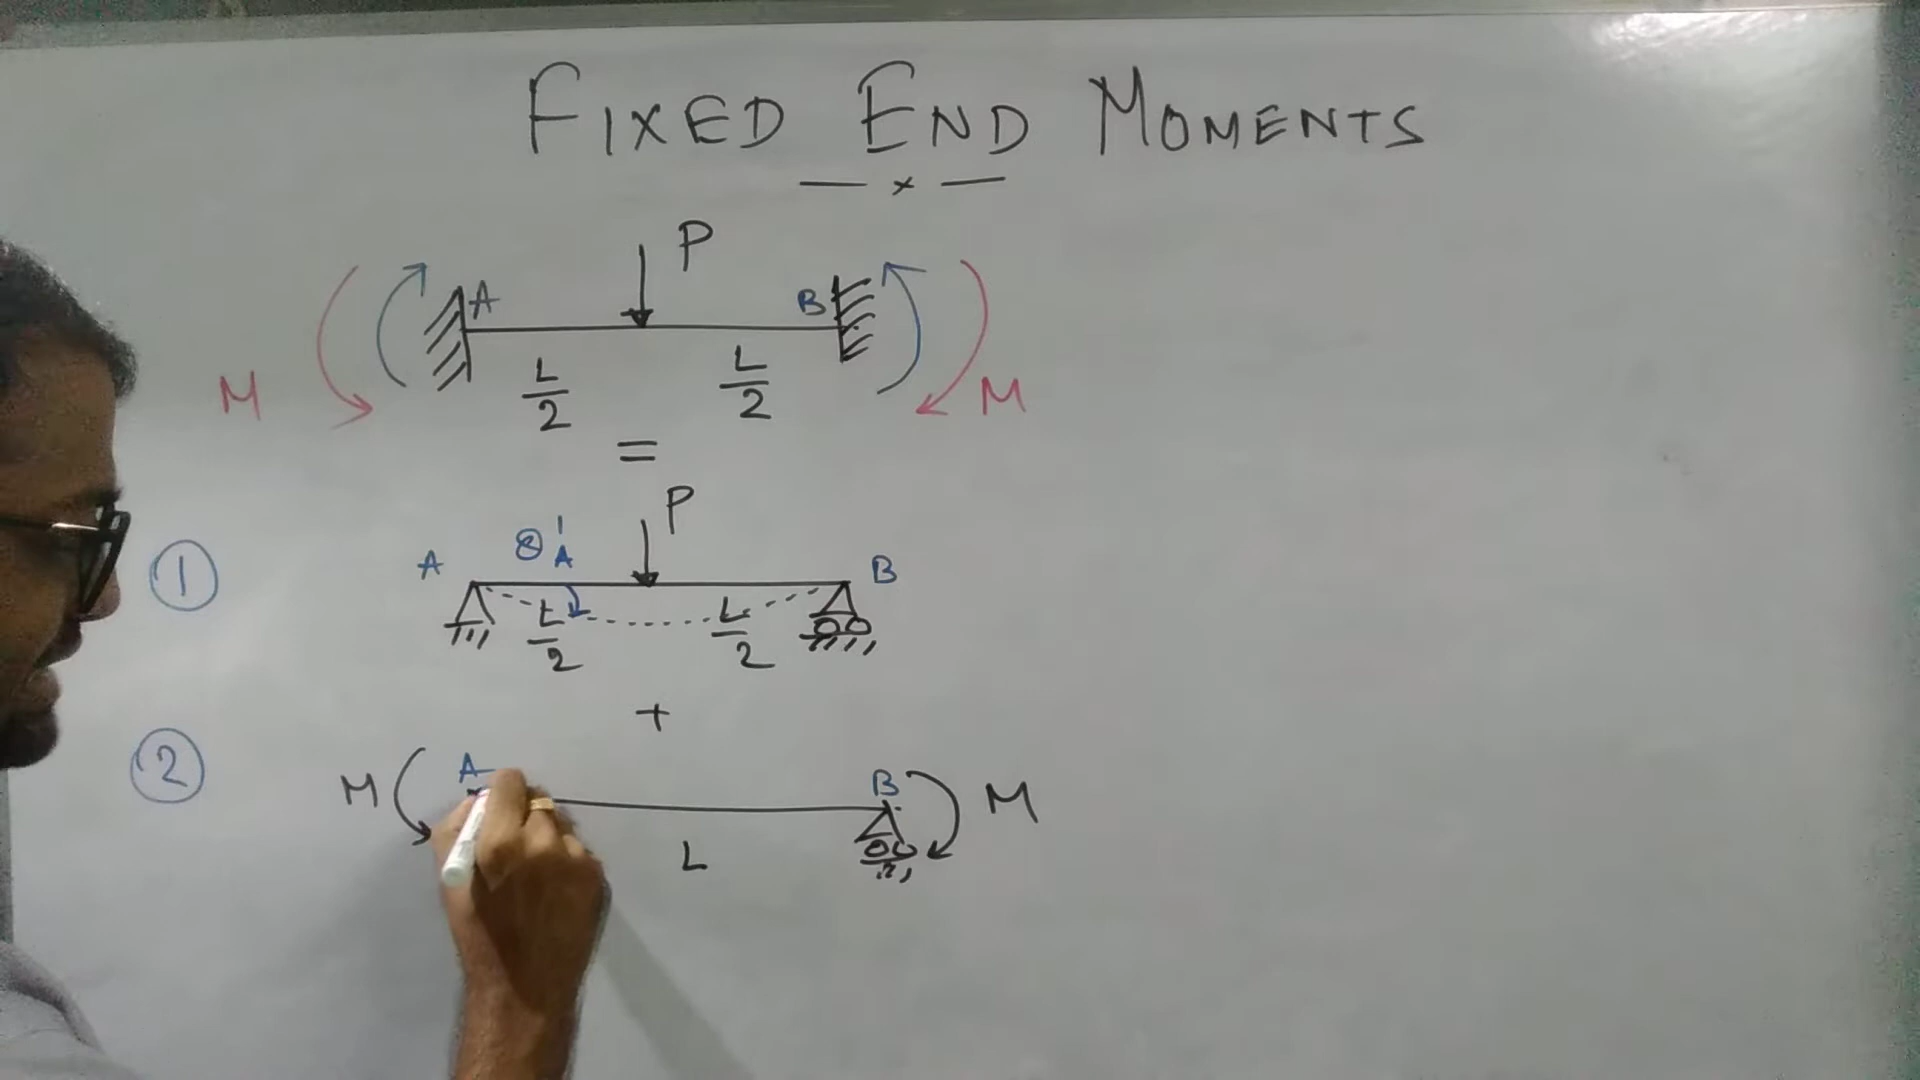 FIXED END MOMENTS
— x —
P
A B
M L/2 L/2 M
=
P
1 A θ'A B
L/2 L/2
+
2 M A B M
L